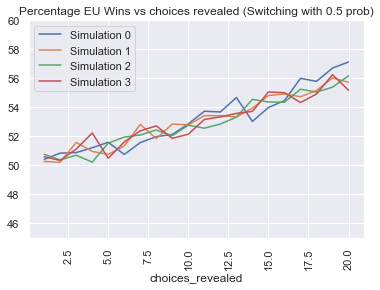 Percentage EU Wins vs choices revealed (Switching with 0.5 prob)
60
58
56
54
52
50
48
46
Simulation 0
Simulation 1
Simulation 2
Simulation 3
2.5 5.0 7.5 10.0 12.5 15.0 17.5 20.0
choices_revealed